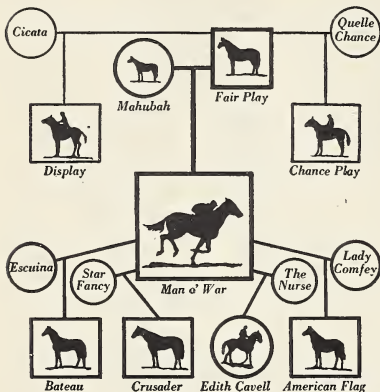 Cicata
Quelle
Chance
Mahubah
Fair Play
Display
Chance Play
Escuina
Star
Fancy
Man o' War
The
Nurse
Lady
Comfey
Bateau
Crusader
Edith Cavell
American Flag